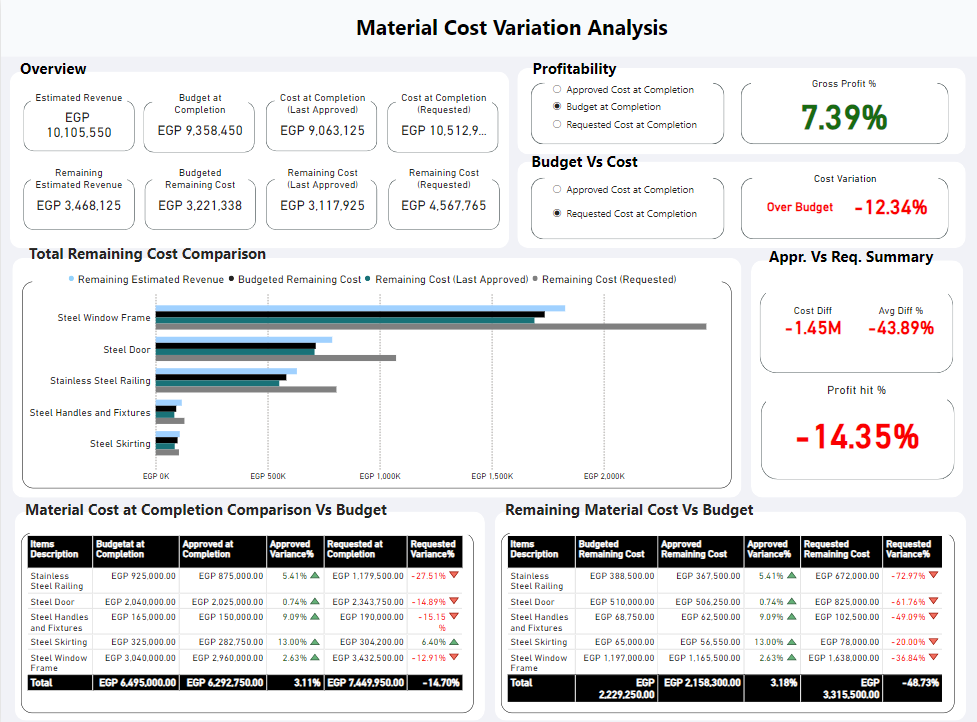 Material Cost Variation Analysis
Overview
Estimated Revenue
EGP
10,105,550
Budget at
Completion
EGP 9,358,450
Cost at Completion
(Last Approved)
EGP 9,063,125
Cost at Completion
(Requested)
EGP 10,512,9...
Remaining
Estimated Revenue
EGP 3,468,125
Budgeted
Remaining Cost
EGP 3,221,338
Remaining Cost
(Last Approved)
EGP 3,117,925
Remaining Cost
(Requested)
EGP 4,567,765
Profitability
Approved Cost at Completion
Budget at Completion
Requested Cost at Completion
Gross Profit %
7.39%
Budget Vs Cost
Approved Cost at Completion
Requested Cost at Completion
Cost Variation
Over Budget -12.34%
Total Remaining Cost Comparison
Remaining Estimated Revenue Budgeted Remaining Cost Remaining Cost (Last Approved) Remaining Cost (Requested)
Steel Window Frame
Steel Door
Stainless Steel Railing
Steel Handles and Fixtures
Steel Skirting
EGP 0K EGP 500K EGP 1,000K EGP 1,500K EGP 2,000K
Appr. Vs Req. Summary
Cost Diff Avg Diff %
-1.45M -43.89%
Profit hit %
-14.35%
Material Cost at Completion Comparison Vs Budget
Items Budgetat at Approved at Approved Requested at Requested
Description Completion Completion Variance% Completion Variance%
Stainless EGP 925,000.00 EGP 875,000.00 5.41% EGP 1,179,500.00 -27.51%
Steel Railing
Steel Door EGP 2,040,000.00 EGP 2,025,000.00 0.74% EGP 2,343,750.00 -14.89%
Steel Handles EGP 165,000.00 EGP 150,000.00 9.09% EGP 190,000.00 -15.15
and Fixtures %
Steel Skirting EGP 325,000.00 EGP 282,750.00 13.00% EGP 304,200.00 6.40%
Steel Window EGP 3,040,000.00 EGP 2,960,000.00 2.63% EGP 3,432,500.00 -12.91%
Frame
Total EGP 6,495,000.00 EGP 6,292,750.00 3.11% EGP 7,449,950.00 -14.70%
Remaining Material Cost Vs Budget
Items Budgeted Approved Approved Requested Requested
Description Remaining Cost Remaining Cost Variance% Remaining Cost Variance%
Stainless EGP 388,500.00 EGP 367,500.00 5.41% EGP 672,000.00 -72.97%
Steel Railing
Steel Door EGP 510,000.00 EGP 506,250.00 0.74% EGP 825,000.00 -61.76%
Steel Handles EGP 68,750.00 EGP 62,500.00 9.09% EGP 102,500.00 -49.09%
and Fixtures
Steel Skirting EGP 65,000.00 EGP 56,550.00 13.00% EGP 78,000.00 -20.00%
Steel Window EGP 1,197,000.00 EGP 1,165,500.00 2.63% EGP 1,638,000.00 -36.84%
Frame
Total EGP EGP 2,158,300.00 3.18% EGP -48.73%
2,229,250.00 3,315,500.00